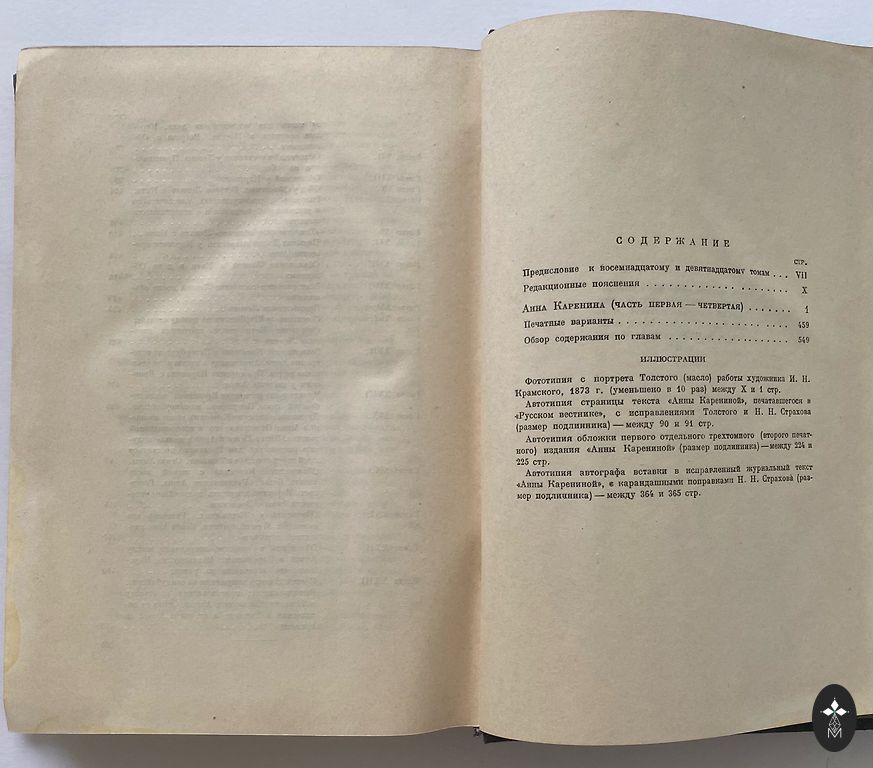 СОДЕРЖАНИЕ
СТР.
Предисловие к восемнадцатому и девятнадцатому томам . . . VII
Редакционные пояснения . . . . . . . . . . . . . . . . . . . X
Анна Каренина (часть первая — четвертая) . . . . . . . 1
Печатные варианты . . . . . . . . . . . . . . . . . . . . . . 459
Обзор содержания по главам . . . . . . . . . . . . . . . . 549
ИЛЛЮСТРАЦИИ
Фототипия с портрета Толстого (масло) работы художника И. Н.
Крамского, 1873 г. (уменьшено в 10 раз) между X и 1 стр.
Автотипия страницы текста «Анны Карениной», печатавшегося в
«Русском вестнике», с исправлениями Толстого и Н. Н. Страхова
(размер подлинника) — между 90 и 91 стр.
Автотипия обложки первого отдельного трехтомного (второго печат-
ного) издания «Анны Карениной» (размер подлинника) — между 224 и
225 стр.
Автотипия автографа вставки в исправленный журнальный текст
«Анны Карениной», с карандашными поправками Н. Н. Страхова (раз-
мер подлинника) — между 364 и 365 стр.
M